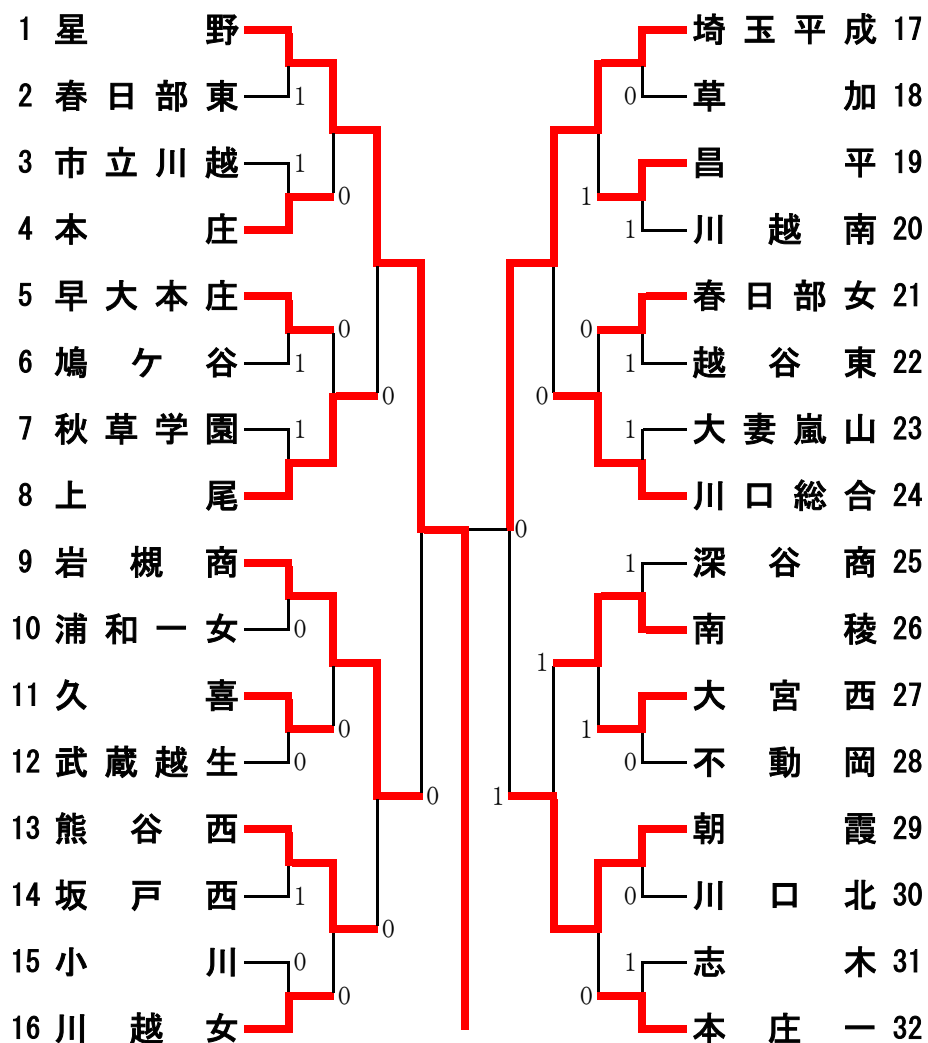 1 星野
2 春日部東
1
3 市立川越
1
0
4 本庄
5 早大本庄
0
6 鳩ケ谷
1
0
7 秋草学園
1
8 上尾
9 岩槻商
10 浦和一女
0
11 久喜
0
12 武蔵越生
0
0
13 熊谷西
14 坂戸西
1
0
15 小川
0
0
16 川越女
埼玉平成 17
0
草加 18
昌平 19
1
1
川越南 20
春日部女 21
0
1
越谷東 22
0
1
大妻嵐山 23
川口総合 24
0
1
深谷商 25
南稜 26
1
大宮西 27
1
0
不動岡 28
1
朝霞 29
0
川口北 30
1
志木 31
0
本庄一 32